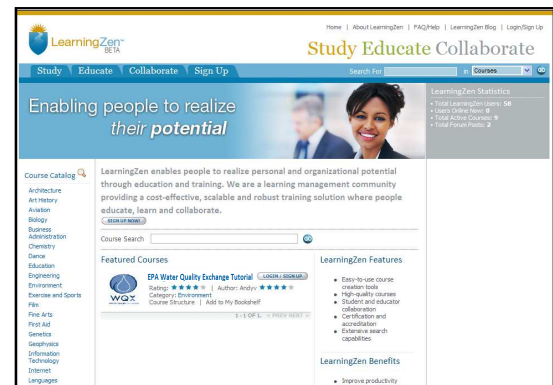 Home | About LearningZen | FAQ/Help | LearningZen Blog | Login/Sign Up
LearningZen™
BETA
Study Educate Collaborate
Study Educate Collaborate Sign Up
Search For in Courses GO
Enabling people to realize
their potential
LearningZen Statistics
• Total LearningZen Users: 58
• Users Online Now: 0
• Total Active Courses: 9
• Total Forum Posts: 2
Course Catalog
Architecture
Art History
Aviation
Biology
Business
Administration
Chemistry
Dance
Education
Engineering
Environment
Exercise and Sports
Film
Fine Arts
First Aid
Genetics
Geophysics
Information
Technology
Internet
Languages
LearningZen enables people to realize personal and organizational potential
through education and training. We are a learning management community
providing a cost-effective, scalable and robust training solution where people
educate, learn and collaborate.
SIGN UP NOW!
Course Search GO
Featured Courses
WQX
EPA Water Quality Exchange Tutorial LOGIN / SIGN UP
Rating: | Author: Andyv
Category: Environment
Course Structure | Add to My Bookshelf
1 - 1 OF 1. « PREV NEXT »
LearningZen Features
• Easy-to-use course
creation tools
• High-quality courses
• Student and educator
collaboration
• Certification and
accreditation
• Extensive search
capabilities
LearningZen Benefits
• Improve productivity